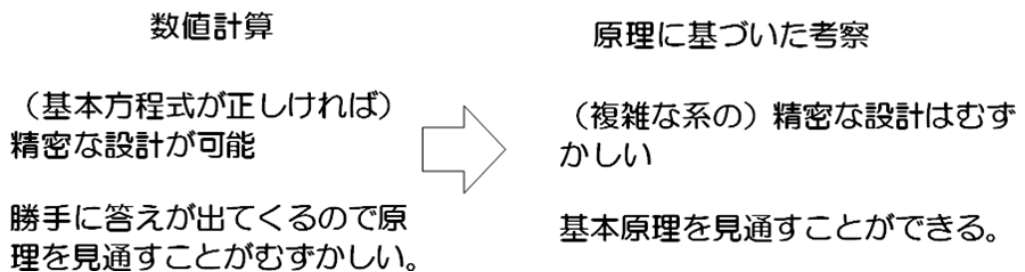 数値計算
（基本方程式が正しければ）
精密な設計が可能
勝手に答えが出てくるので原
理を見通すことがむずかしい。
原理に基づいた考察
（複雑な系の）精密な設計はむず
かしい
基本原理を見通すことができる。